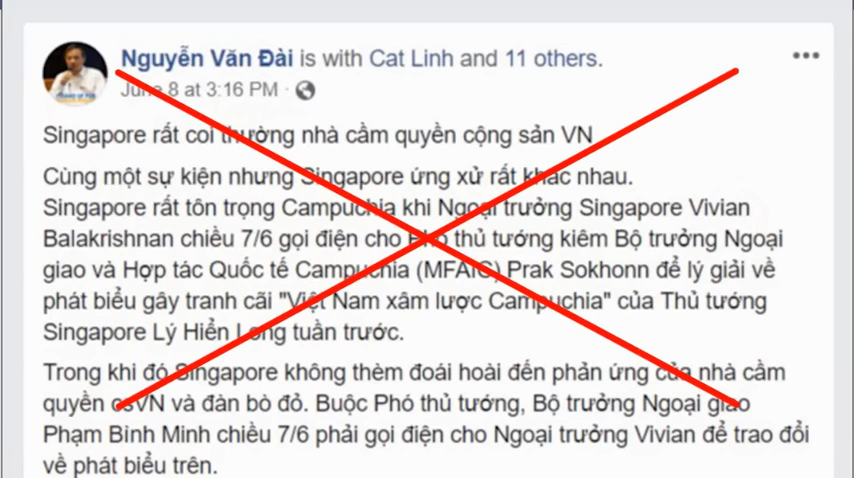 Nguyễn Văn Đài is with Cat Linh and 11 others.
June 8 at 3:16 PM ·
Singapore rất coi thường nhà cầm quyền cộng sản VN
Cùng một sự kiện nhưng Singapore ứng xử rất khác nhau.
Singapore rất tôn trọng Campuchia khi Ngoại trưởng Singapore Vivian
Balakrishnan chiều 7/6 gọi điện cho Phó thủ tướng kiêm Bộ trưởng Ngoại
giao và Hợp tác Quốc tế Campuchia (MFAIC) Prak Sokhonn để lý giải về
phát biểu gây tranh cãi "Việt Nam xâm lược Campuchia" của Thủ tướng
Singapore Lý Hiển Long tuần trước.
Trong khi đó Singapore không thèm đoái hoài đến phản ứng của nhà cầm
quyền csVN và đàn bò đỏ. Buộc Phó thủ tướng, Bộ trưởng Ngoại giao
Phạm Bình Minh chiều 7/6 phải gọi điện cho Ngoại trưởng Vivian để trao đổi
về phát biểu trên.